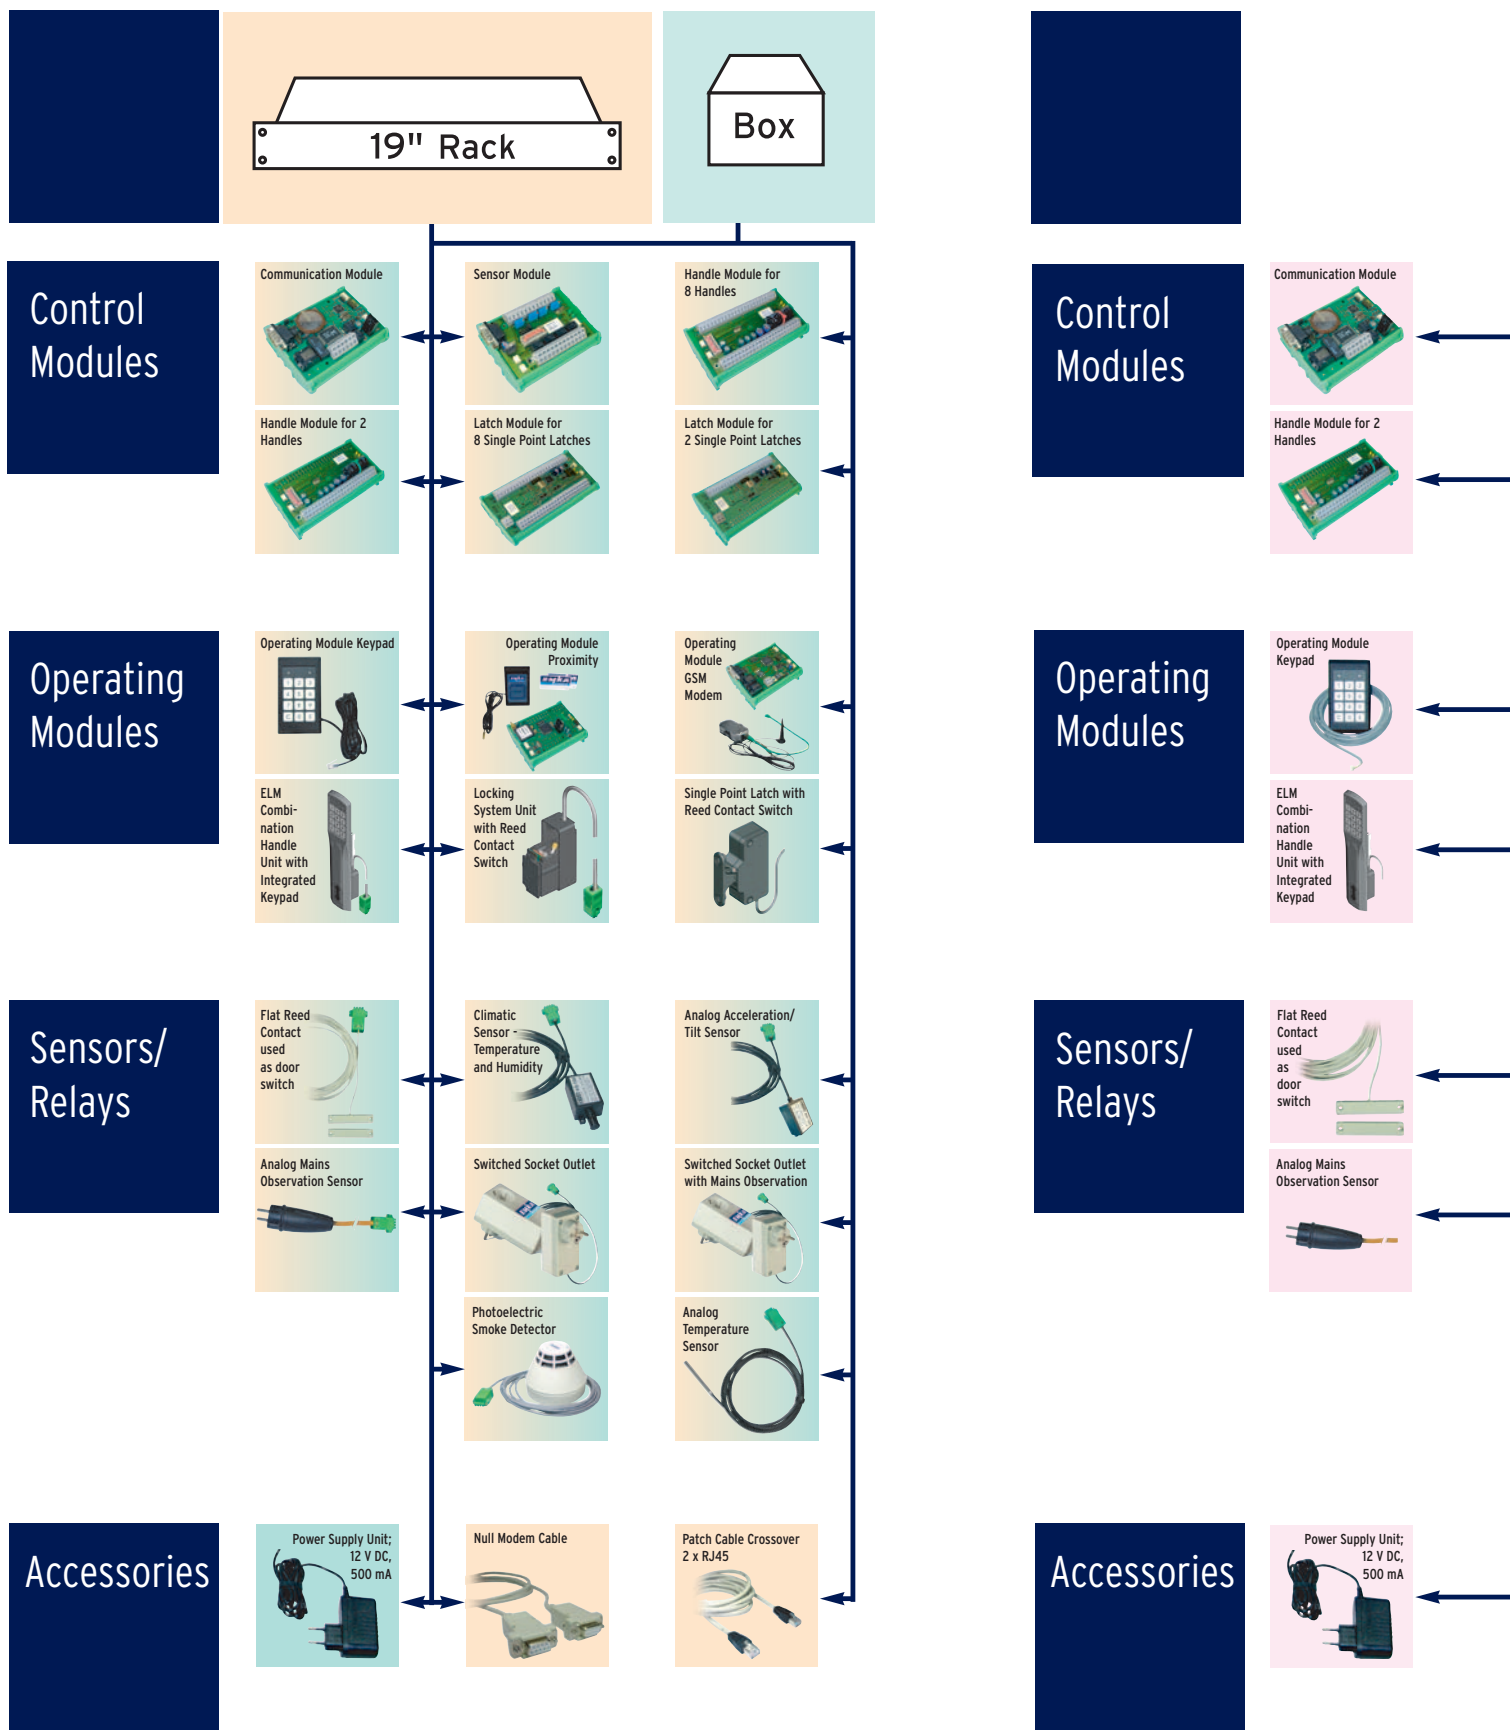 19" Rack
Box
Control
Modules
Communication Module
Sensor Module
Handle Module for
8 Handles
Handle Module for 2
Handles
Latch Module for
8 Single Point Latches
Latch Module for
2 Single Point Latches
Operating
Modules
Operating Module Keypad
Operating Module
Proximity
Operating
Module
GSM
Modem
ELM
Combi-
nation
Handle
Unit with
Integrated
Keypad
Locking
System Unit
with Reed
Contact
Switch
Single Point Latch with
Reed Contact Switch
Sensors/
Relays
Flat Reed
Contact
used
as door
switch
Climatic
Sensor -
Temperature
and Humidity
Analog Acceleration/
Tilt Sensor
Analog Mains
Observation Sensor
Switched Socket Outlet
Switched Socket Outlet
with Mains Observation
Photoelectric
Smoke Detector
Analog
Temperature
Sensor
Accessories
Power Supply Unit;
12 V DC,
500 mA
Null Modem Cable
Patch Cable Crossover
2 x RJ45
Control
Modules
Communication Module
Handle Module for 2
Handles
Operating
Modules
Operating Module
Keypad
ELM
Combi-
nation
Handle
Unit with
Integrated
Keypad
Sensors/
Relays
Flat Reed
Contact
used
as
door
switch
Analog Mains
Observation Sensor
Accessories
Power Supply Unit;
12 V DC,
500 mA